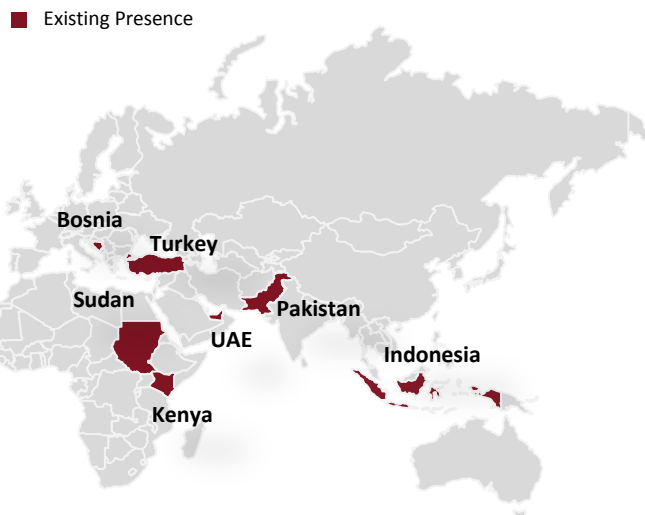 Existing Presence
Bosnia
Turkey
Sudan
Pakistan
UAE
Indonesia
Kenya